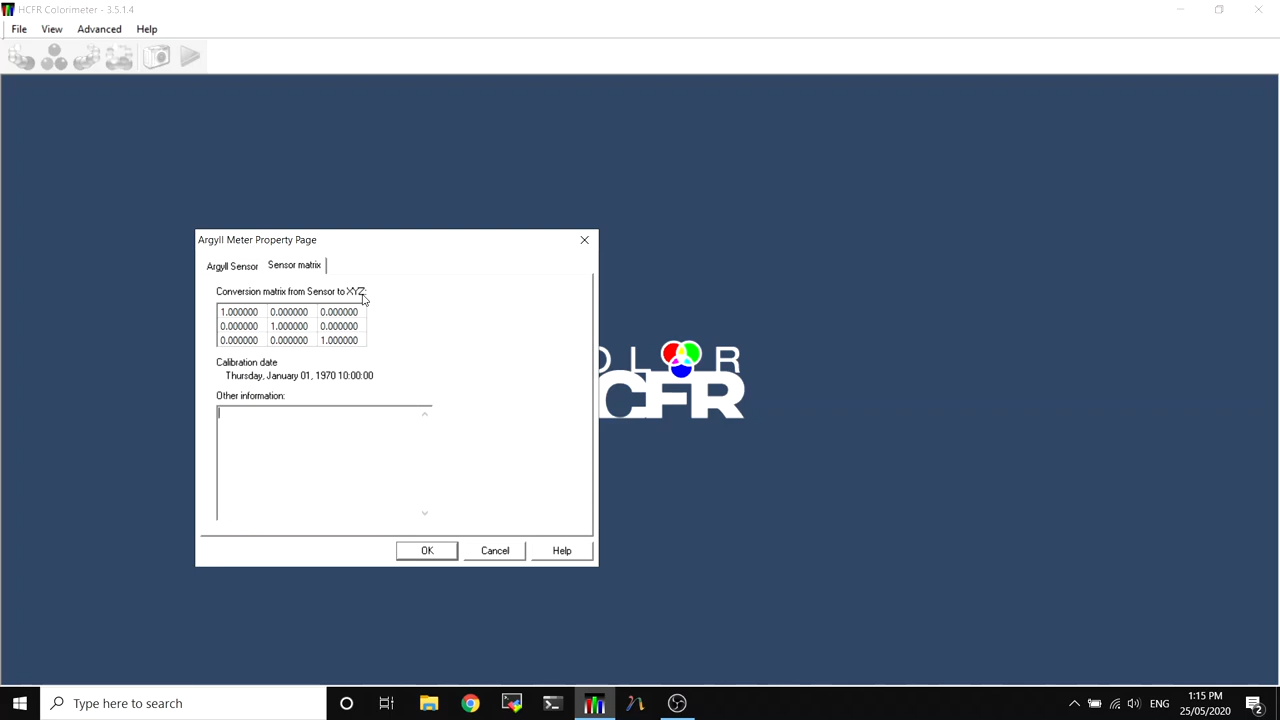 HCFR Colorimeter - 3.5.1.4
File View Advanced Help
Argyll Meter Property Page
Argyll Sensor Sensor matrix
Conversion matrix from Sensor to XYZ:
1.000000 0.000000 0.000000
0.000000 1.000000 0.000000
0.000000 0.000000 1.000000
Calibration date
Thursday, January 01, 1970 10:00:00
Other information:
OK Cancel Help
OLOR
CFR
Type here to search
ENG
1:15 PM
25/05/2020
2